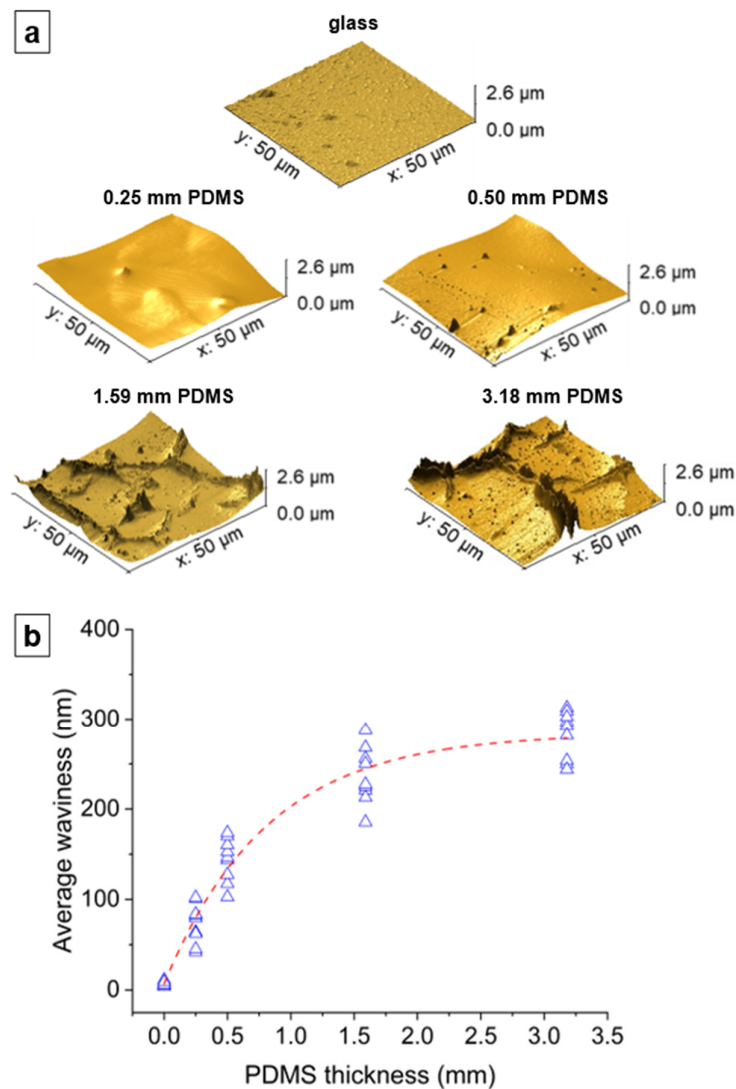 a
glass
2.6 µm
0.0 µm
y: 50 µm
x: 50 µm
0.25 mm PDMS
0.50 mm PDMS
2.6 µm
0.0 µm
y: 50 µm
x: 50 µm
2.6 µm
0.0 µm
y: 50 µm
x: 50 µm
1.59 mm PDMS
3.18 mm PDMS
2.6 µm
0.0 µm
y: 50 µm
x: 50 µm
2.6 µm
0.0 µm
y: 50 µm
x: 50 µm
b
Average waviness (nm)
400
300
200
100
0
0.0 0.5 1.0 1.5 2.0 2.5 3.0 3.5
PDMS thickness (mm)